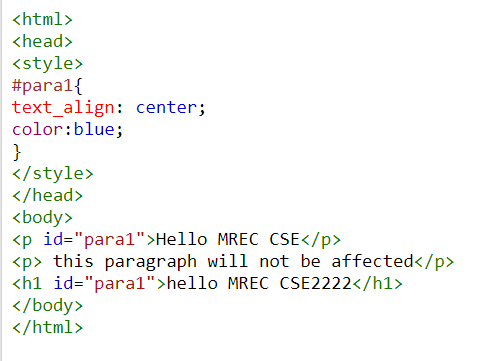 <html>
<head>
<style>
#para1{
text_align: center;
color:blue;
}
</style>
</head>
<body>
<p id="para1">Hello MREC CSE</p>
<p> this paragraph will not be affected</p>
<h1 id="para1">hello MREC CSE2222</h1>
</body>
</html>